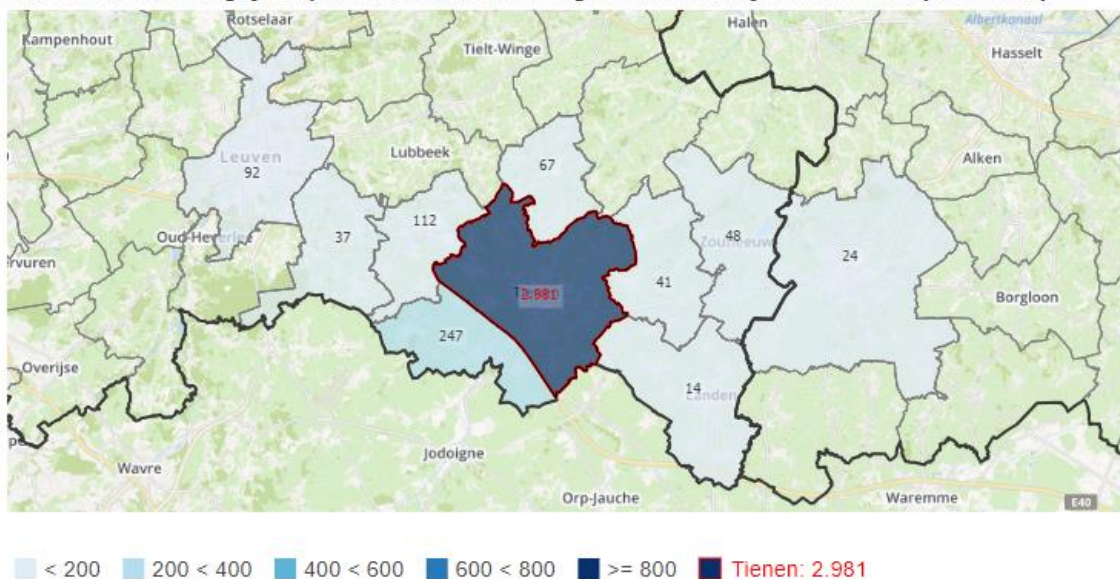 Rotselaar
Halen
Albertkanaal
Kampenhout
Tielt-Winge
Hasselt
Lubbeek
Leuven
92
67
Alken
112
Oud-Heverlee
37
48
Zoutleeuw
24
41
2.981
Borgloon
247
Overijse
14
Landen
Jodoigne
Wavre
Orp-Jauche
Waremme
E40
< 200 200 < 400 400 < 600 600 < 800 >= 800 Tienen: 2.981